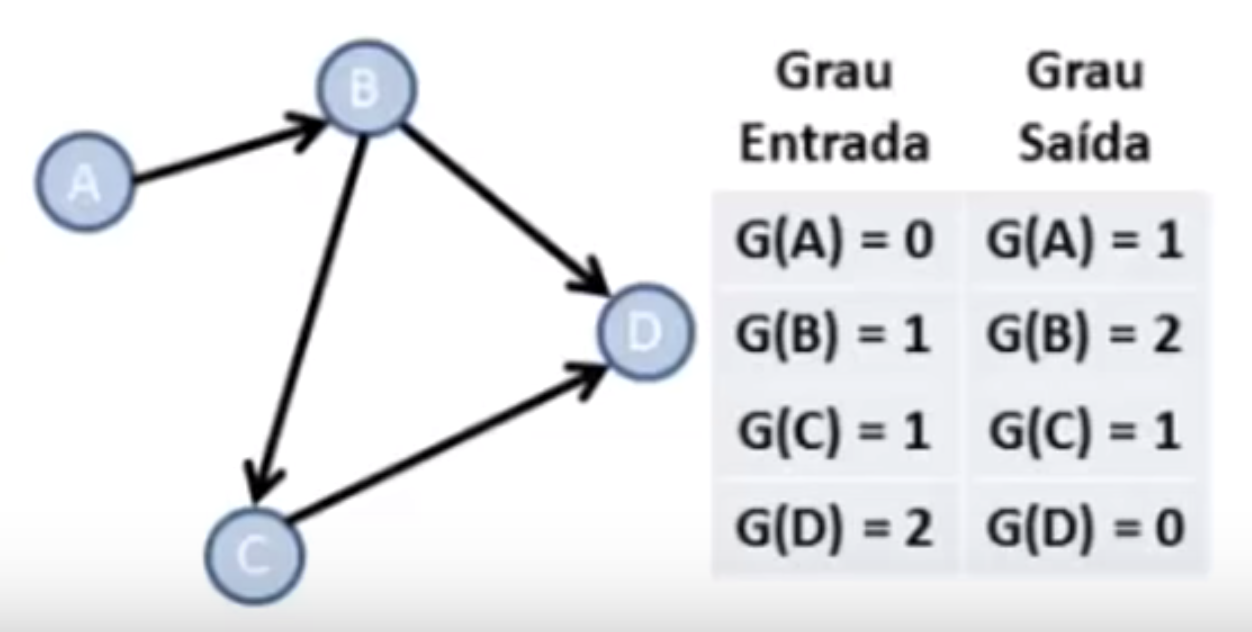 B
A
D
C
Grau Grau
Entrada Saída
G(A) = 0 G(A) = 1
G(B) = 1 G(B) = 2
G(C) = 1 G(C) = 1
G(D) = 2 G(D) = 0